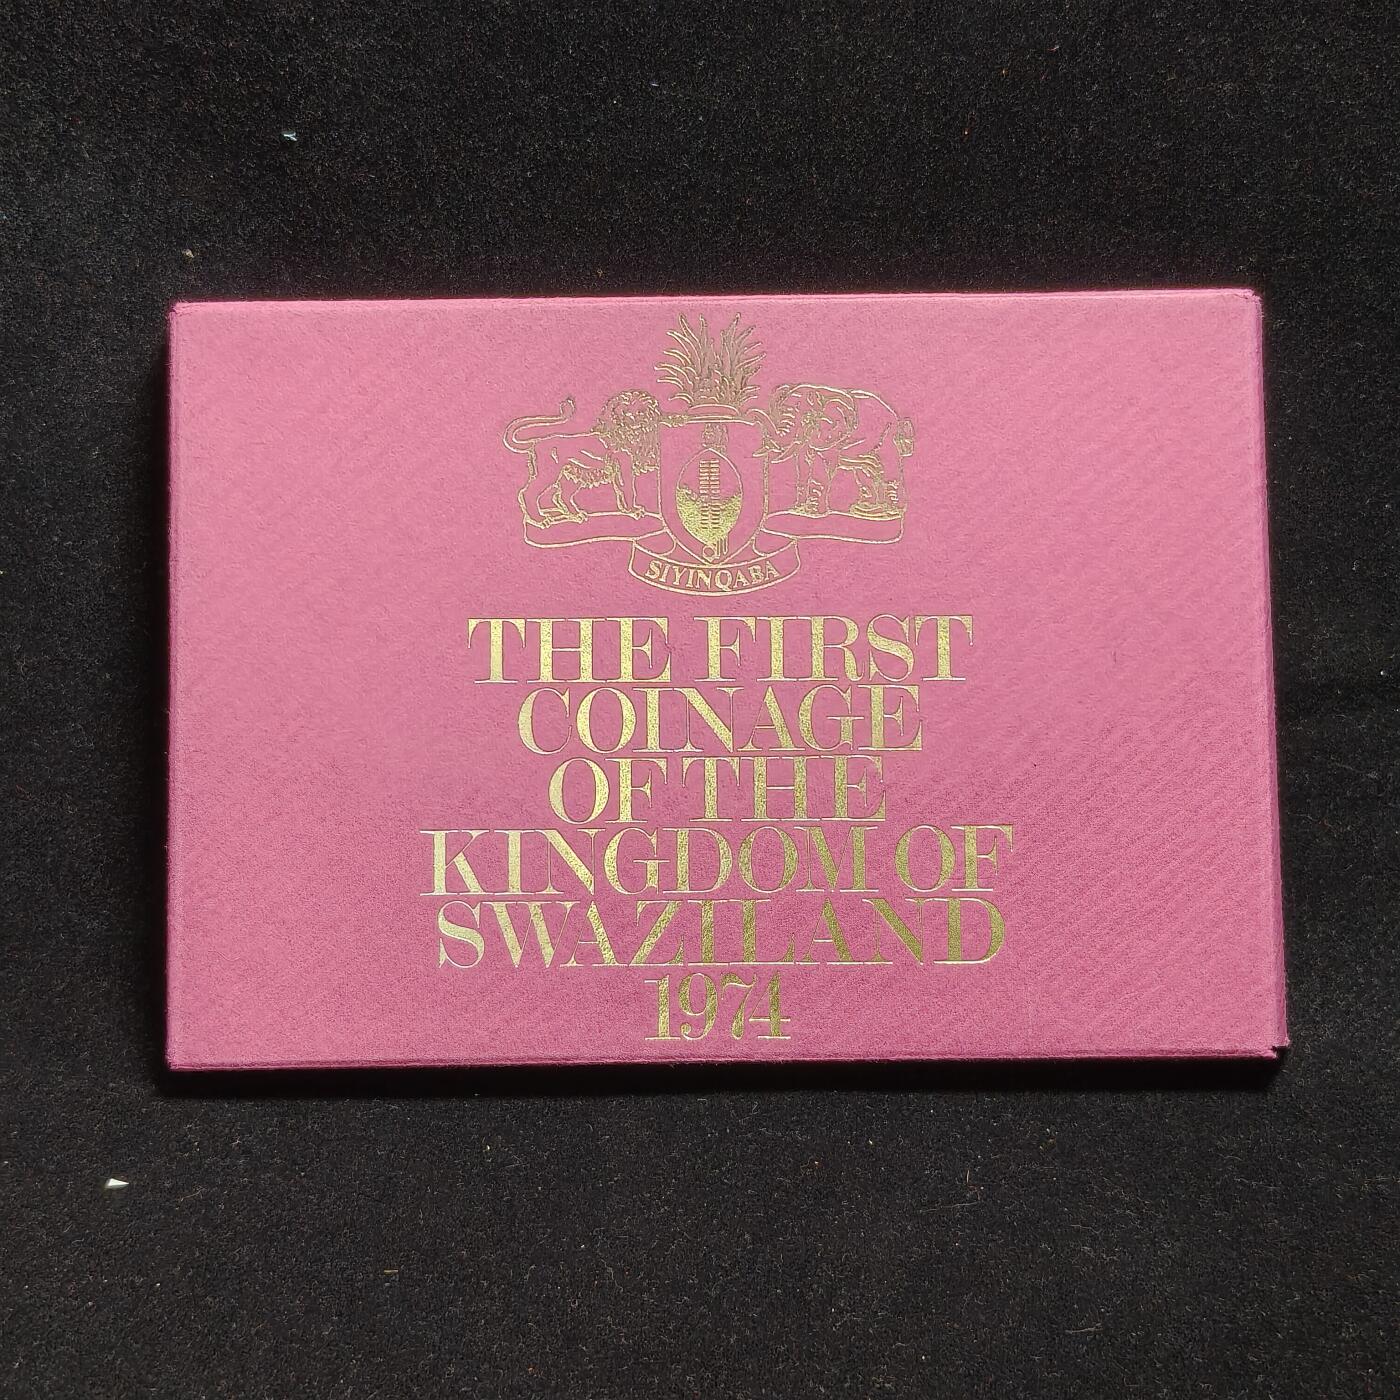 SIYINQABA
THE FIRST
COINAGE
OF THE
KINGDOM OF
SWAZILAND
1974